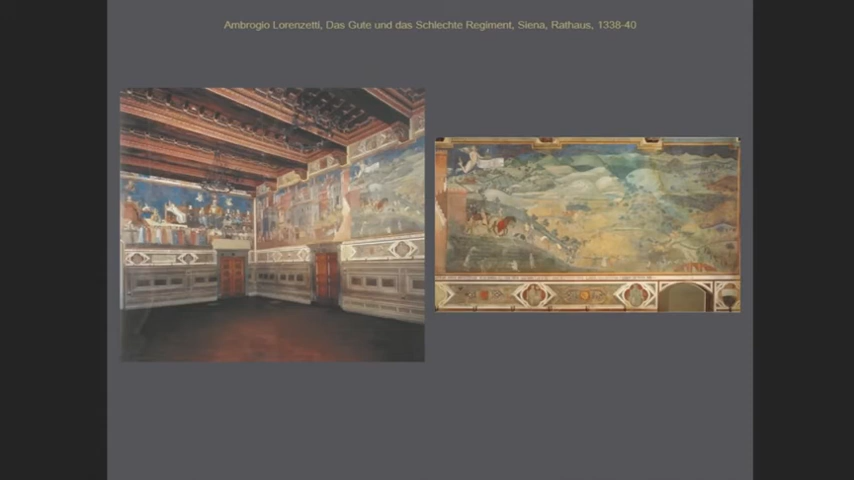 Ambrogio Lorenzetti, Das Gute und das Schlechte Regiment, Siena, Rathaus, 1338-40